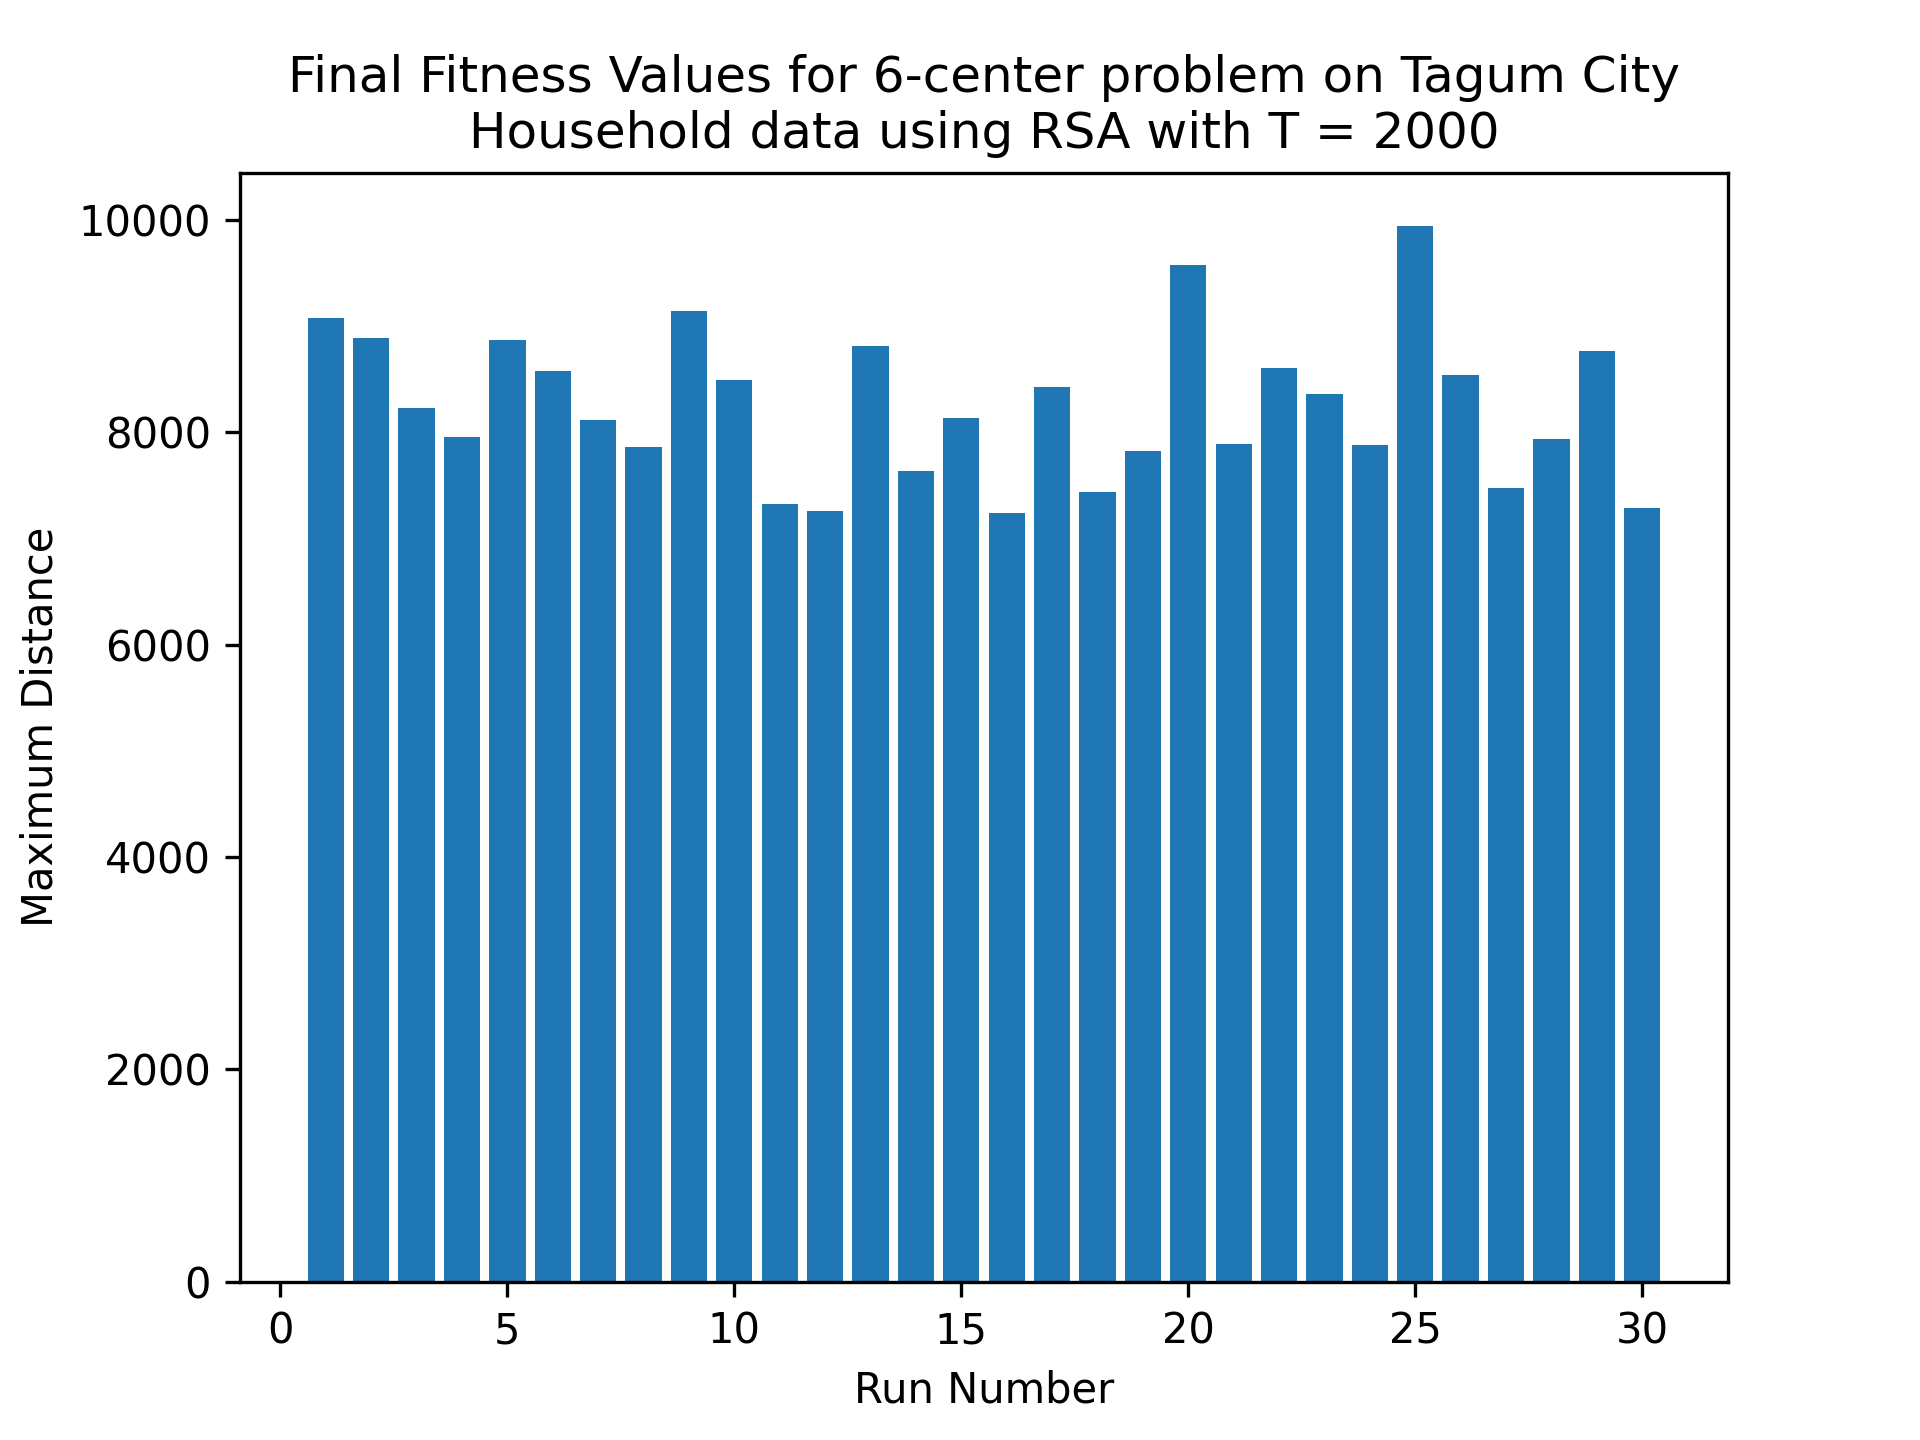 Final Fitness Values for 6-center problem on Tagum City
Household data using RSA with T = 2000
10000
8000
6000
4000
2000
0
Maximum Distance
0 5 10 15 20 25 30
Run Number